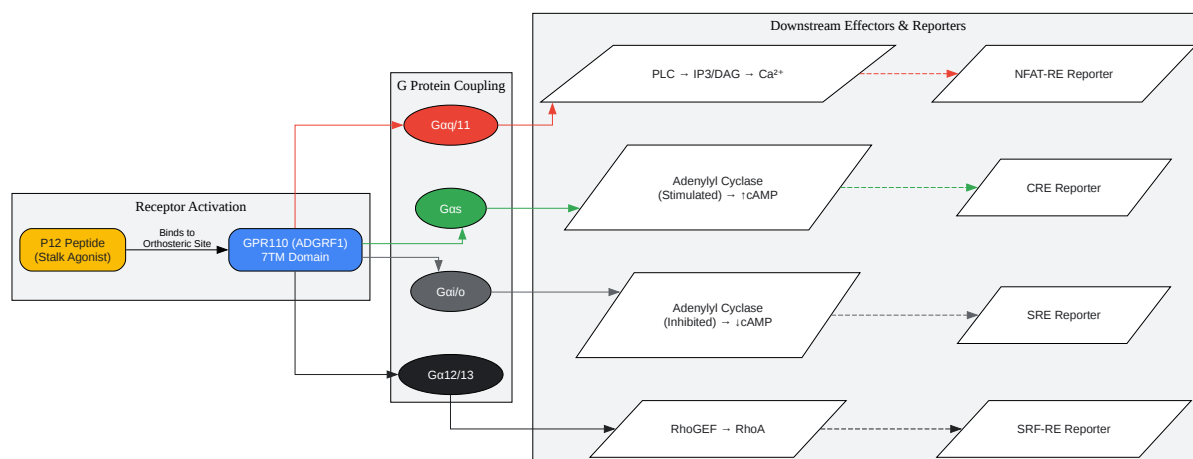 Downstream Effectors & Reporters
PLC → IP3/DAG → Ca²⁺
NFAT-RE Reporter
G Protein Coupling
Gαq/11
Adenylyl Cyclase
(Stimulated) → ↑cAMP
CRE Reporter
Receptor Activation
Gαs
P12 Peptide
(Stalk Agonist)
Binds to
Orthosteric Site
GPR110 (ADGRF1)
7TM Domain
Gαi/o
Adenylyl Cyclase
(Inhibited) → ↓cAMP
SRE Reporter
Gα12/13
RhoGEF → RhoA
SRF-RE Reporter